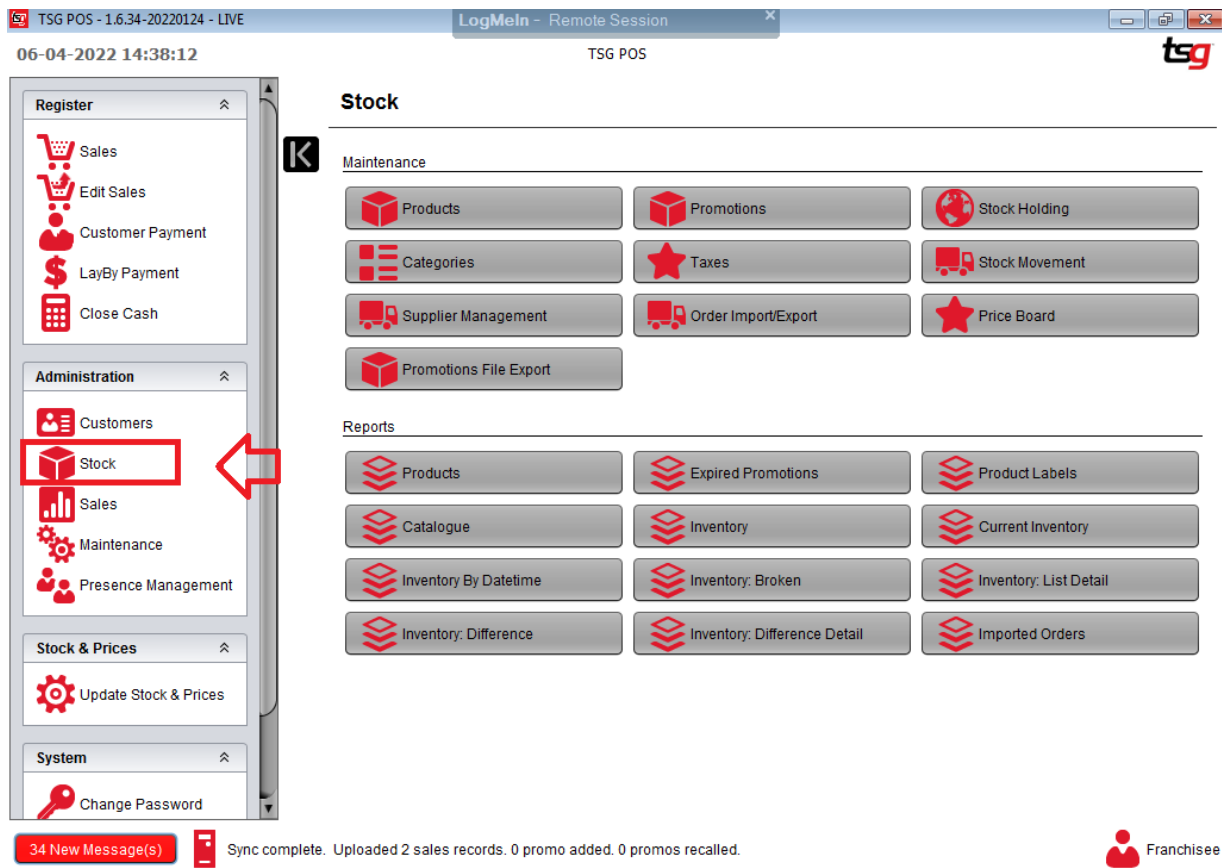 TSG POS - 1.6.34-20220124 - LIVE
LogMeIn - Remote Session
06-04-2022 14:38:12
TSG POS
tsg
Register
Sales
Edit Sales
Customer Payment
LayBy Payment
Close Cash
Administration
Customers
Stock
Sales
Maintenance
Presence Management
Stock & Prices
Update Stock & Prices
System
Change Password
Stock
Maintenance
Products
Promotions
Stock Holding
Categories
Taxes
Stock Movement
Supplier Management
Order Import/Export
Price Board
Promotions File Export
Reports
Products
Expired Promotions
Product Labels
Catalogue
Inventory
Current Inventory
Inventory By Datetime
Inventory: Broken
Inventory: List Detail
Inventory: Difference
Inventory: Difference Detail
Imported Orders
34 New Message(s)
Sync complete. Uploaded 2 sales records. 0 promo added. 0 promos recalled.
Franchisee